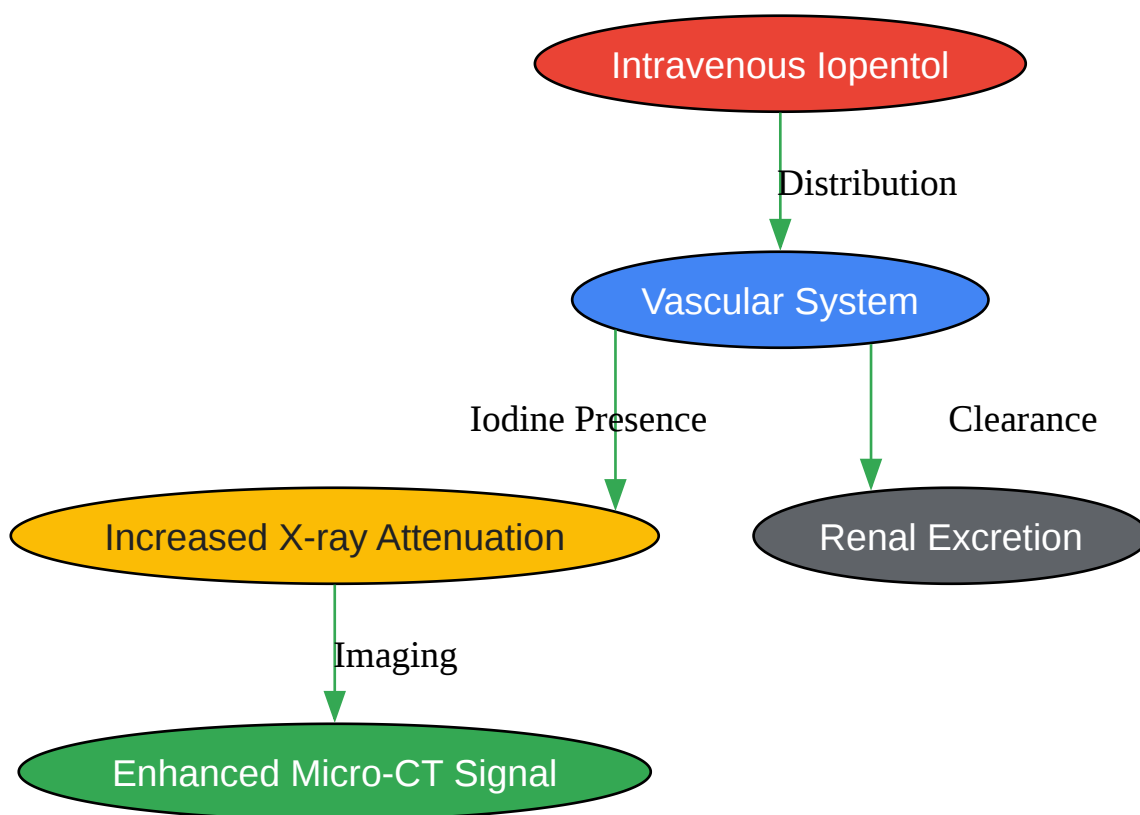 Intravenous Iopentol
Distribution
Vascular System
Iodine Presence
Clearance
Increased X-ray Attenuation
Renal Excretion
Imaging
Enhanced Micro-CT Signal